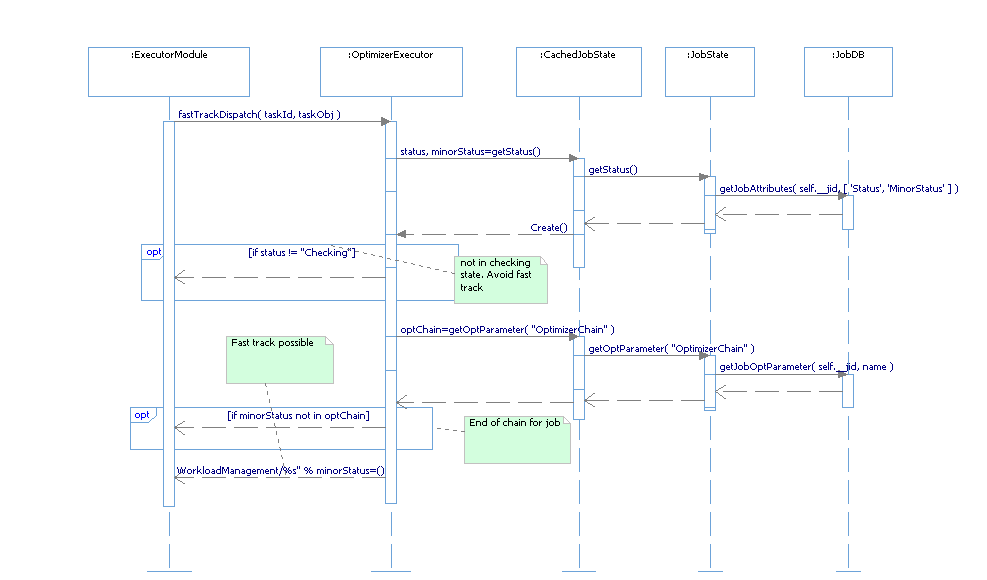 :ExecutorModule
:OptimizerExecutor
:CachedJobState
:JobState
:JobDB
fastTrackDispatch( taskId, taskObj )
status, minorStatus=getStatus()
getStatus()
getJobAttributes( self.__jid, [ 'Status', 'MinorStatus' ] )
Create()
opt
[if status != "Checking"]
not in checking
state. Avoid fast
track
optChain=getOptParameter( "OptimizerChain" )
Fast track possible
getOptParameter( "OptimizerChain" )
getJobOptParameter( self.__jid, name )
opt
[if minorStatus not in optChain]
End of chain for job
WorkloadManagement/%s" % minorStatus=()